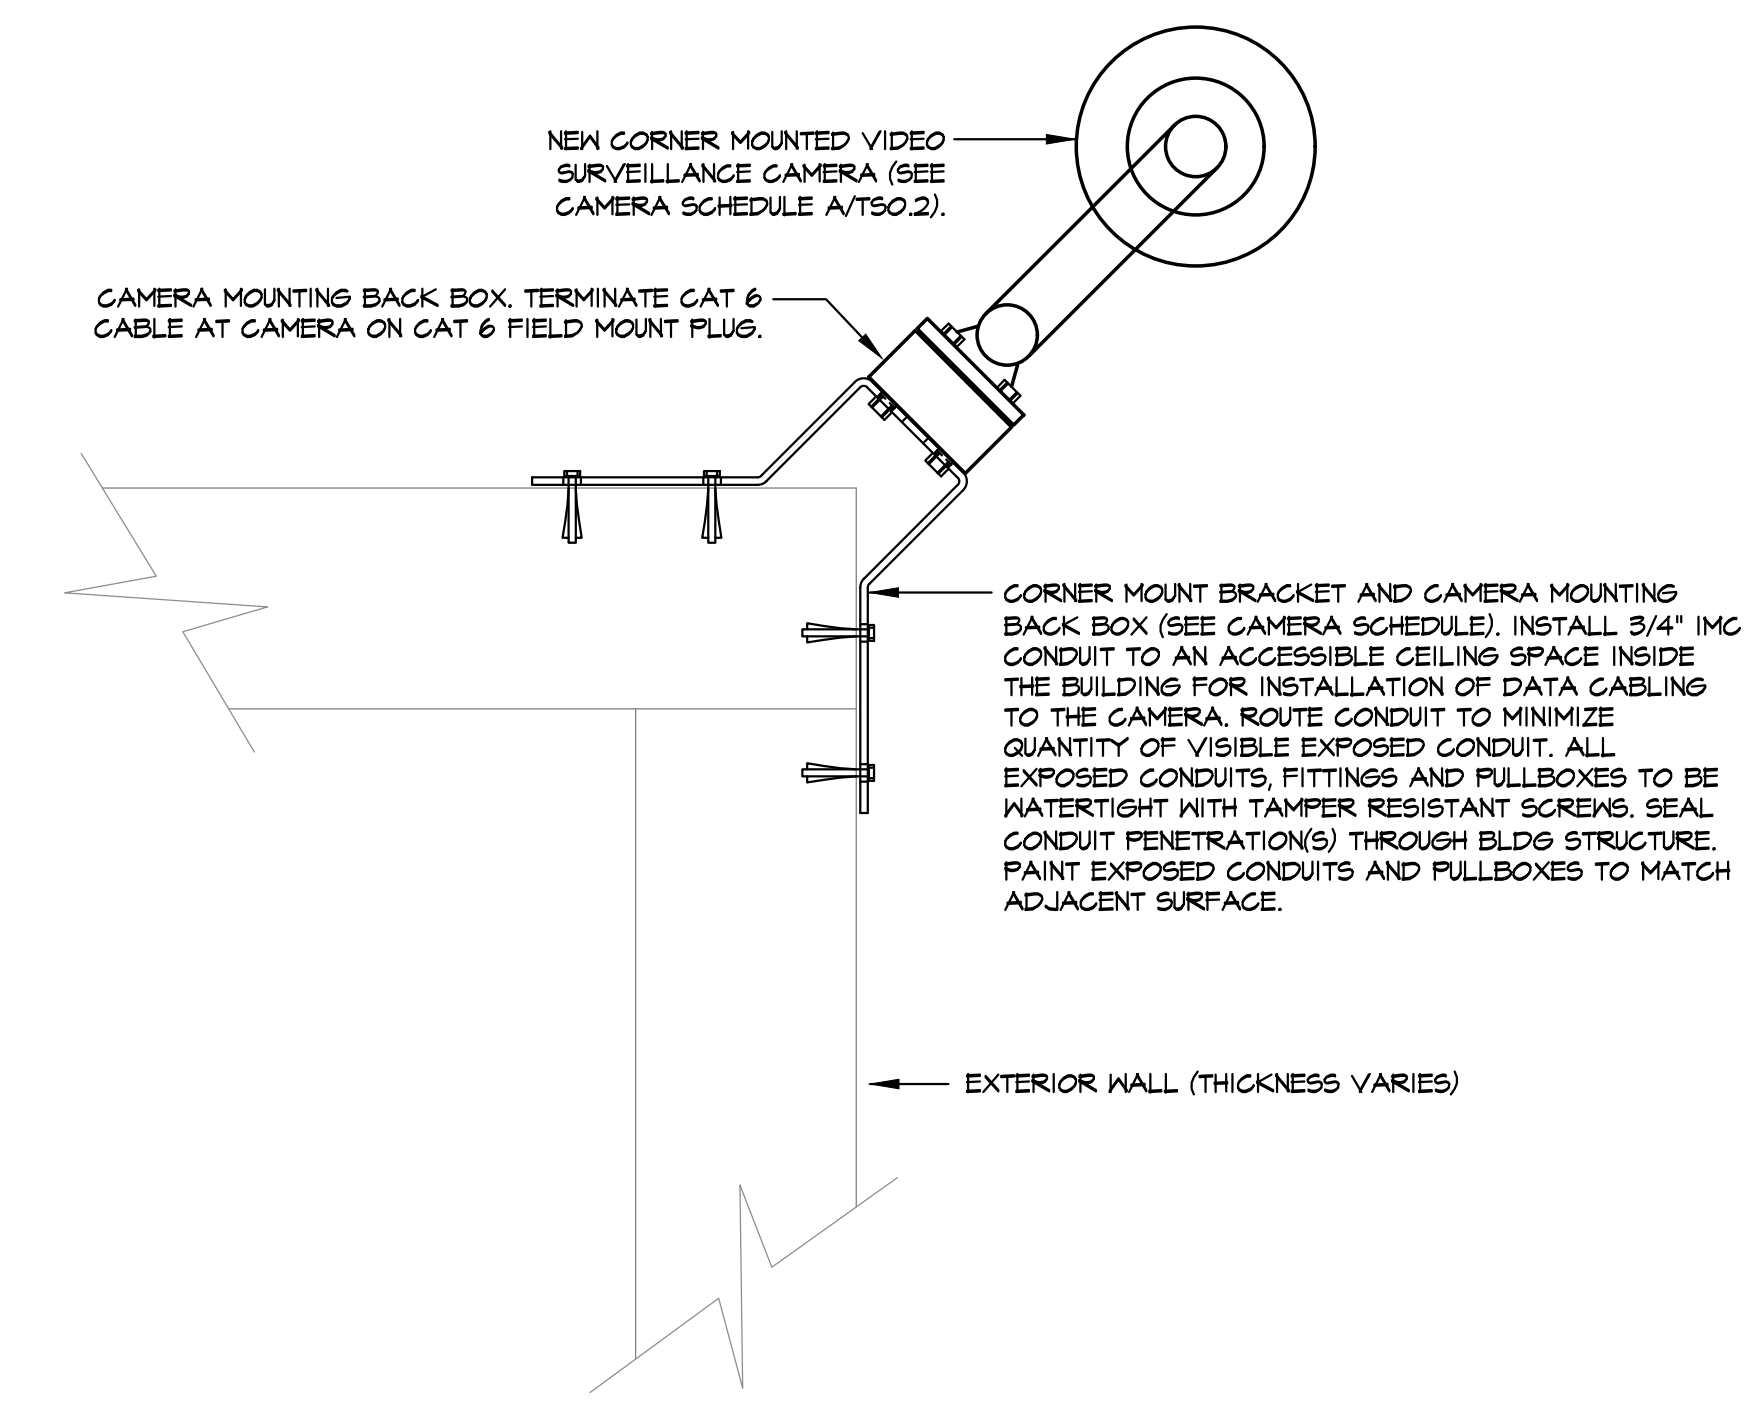 NEW CORNER MOUNTED VIDEO
SURVEILLANCE CAMERA (SEE
CAMERA SCHEDULE A/TS0.2).
CAMERA MOUNTING BACK BOX. TERMINATE CAT 6
CABLE AT CAMERA ON CAT 6 FIELD MOUNT PLUG.
CORNER MOUNT BRACKET AND CAMERA MOUNTING
BACK BOX (SEE CAMERA SCHEDULE). INSTALL 3/4" IMC
CONDUIT TO AN ACCESSIBLE CEILING SPACE INSIDE
THE BUILDING FOR INSTALLATION OF DATA CABLING
TO THE CAMERA. ROUTE CONDUIT TO MINIMIZE
QUANTITY OF VISIBLE EXPOSED CONDUIT. ALL
EXPOSED CONDUITS, FITTINGS AND PULLBOXES TO BE
WATERTIGHT WITH TAMPER RESISTANT SCREWS. SEAL
CONDUIT PENETRATION(S) THROUGH BLDG STRUCTURE.
PAINT EXPOSED CONDUITS AND PULLBOXES TO MATCH
ADJACENT SURFACE.
EXTERIOR WALL (THICKNESS VARIES)